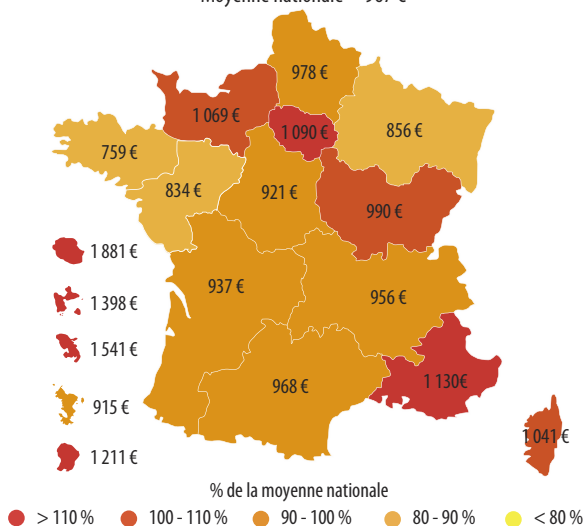 978 €
1 069 €
1 090 €
856 €
759 €
834 €
921 €
990 €
1 881 €
937 €
1 398 €
956 €
1 541 €
1 130€
968 €
915 €
1 041 €
1 211 €
% de la moyenne nationale
> 110 %
100 - 110 %
90 - 100 %
80 - 90 %
< 80 %